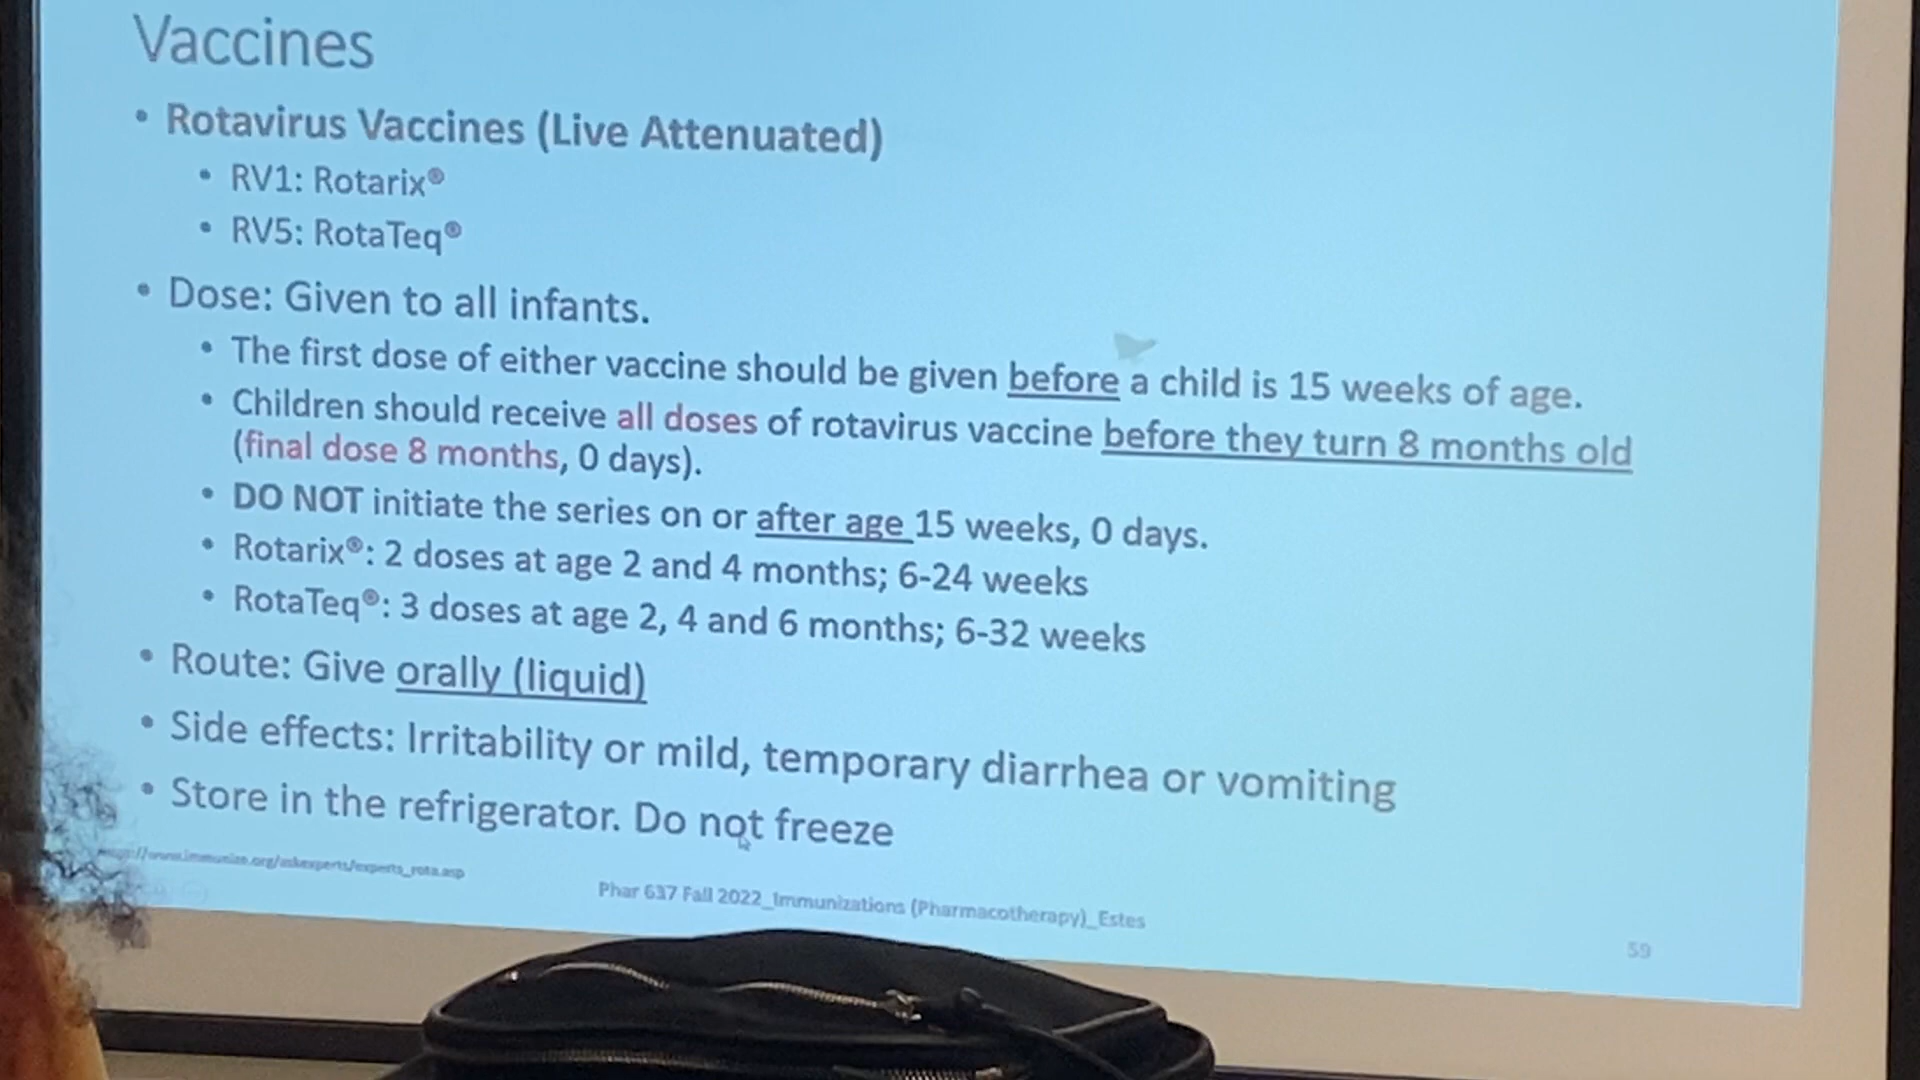 Vaccines
• Rotavirus Vaccines (Live Attenuated)
• RV1: Rotarix®
• RV5: RotaTeq®
• Dose: Given to all infants.
• The first dose of either vaccine should be given before a child is 15 weeks of age.
• Children should receive all doses of rotavirus vaccine before they turn 8 months old
(final dose 8 months, 0 days).
• DO NOT initiate the series on or after age 15 weeks, 0 days.
• Rotarix®: 2 doses at age 2 and 4 months; 6-24 weeks
• RotaTeq®: 3 doses at age 2, 4 and 6 months; 6-32 weeks
• Route: Give orally (liquid)
• Side effects: Irritability or mild, temporary diarrhea or vomiting
• Store in the refrigerator. Do not freeze
://www.immunize.org/askexperts/experts_rota.asp
Phar 637 Fall 2022_Immunizations (Pharmacotherapy)_Estes
59